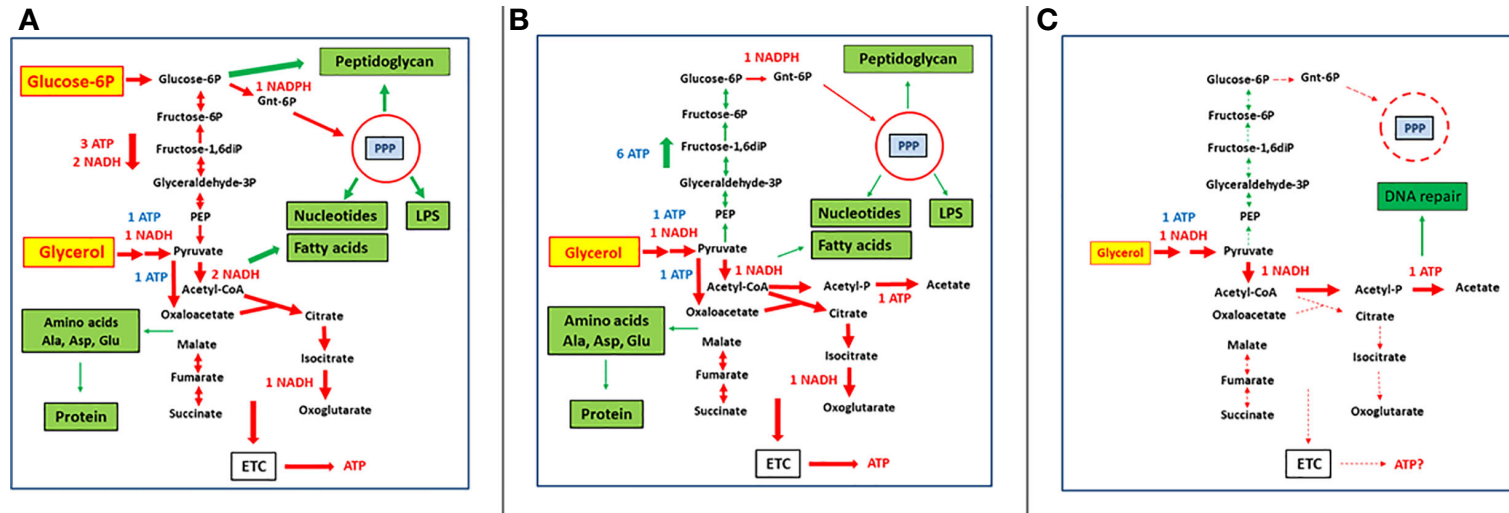 A
Glucose-6P
Glucose-6P
Peptidoglycan
1 NADPH
Gnt-6P
Fructose-6P
3 ATP
2 NADH
Fructose-1,6diP
PPP
Glyceraldehyde-3P
1 ATP
PEP
Nucleotides
LPS
1 NADH
Glycerol
Pyruvate
Fatty acids
1 ATP
2 NADH
Acetyl-CoA
Oxaloacetate
Citrate
Amino acids
Ala, Asp, Glu
Malate
Isocitrate
Fumarate
1 NADH
Protein
Succinate
Oxoglutarate
ETC
ATP
B
1 NADPH
Glucose-6P
Gnt-6P
Peptidoglycan
Fructose-6P
6 ATP
Fructose-1,6diP
PPP
Glyceraldehyde-3P
1 ATP
PEP
Nucleotides
LPS
1 NADH
Glycerol
Pyruvate
Fatty acids
1 ATP
1 NADH
Acetyl-CoA
Acetyl-P
Acetate
1 ATP
Oxaloacetate
Citrate
Amino acids
Ala, Asp, Glu
Malate
Isocitrate
Fumarate
1 NADH
Protein
Succinate
Oxoglutarate
ETC
ATP
C
Glucose-6P
Gnt-6P
Fructose-6P
PPP
Fructose-1,6diP
Glyceraldehyde-3P
DNA repair
1 ATP
PEP
1 NADH
Glycerol
Pyruvate
1 NADH
1 ATP
Acetyl-CoA
Acetyl-P
Acetate
Oxaloacetate
Citrate
Malate
Isocitrate
Fumarate
Succinate
Oxoglutarate
ETC
ATP?